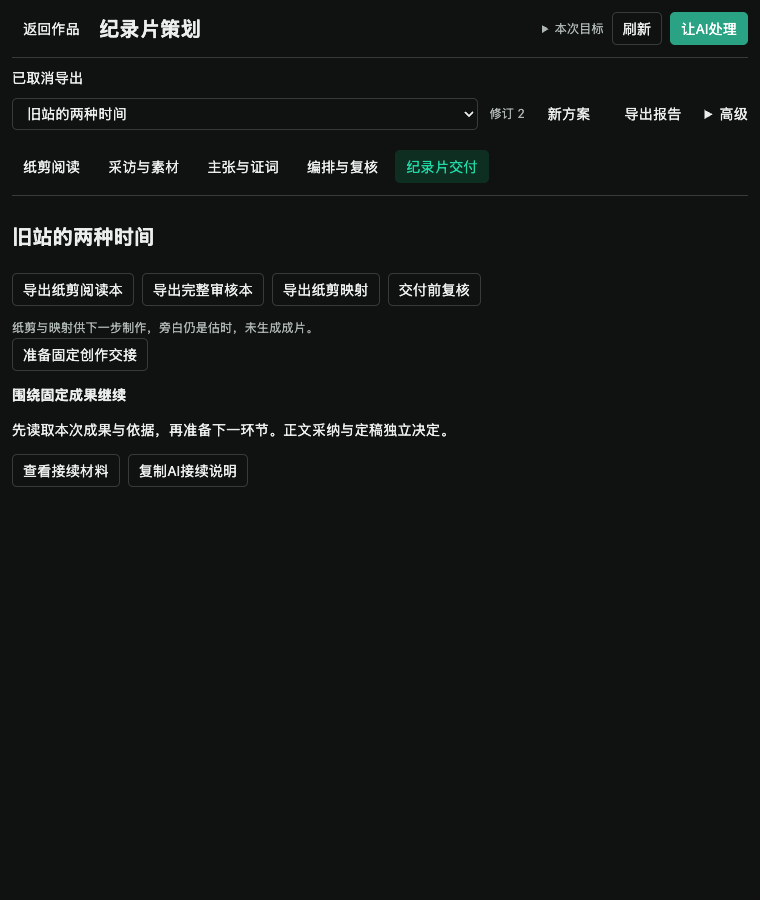 返回作品 纪录片策划 ▶ 本次目标 刷新 让AI处理
已取消导出
旧站的两种时间 修订 2 新方案 导出报告 ▶ 高级
纸剪阅读 采访与素材 主张与证词 编排与复核 纪录片交付
旧站的两种时间
导出纸剪阅读本 导出完整审核本 导出纸剪映射 交付前复核
纸剪与映射供下一步制作，旁白仍是估时，未生成成片。
准备固定创作交接
围绕固定成果继续
先读取本次成果与依据，再准备下一环节。正文采纳与定稿独立决定。
查看接续材料 复制AI接续说明